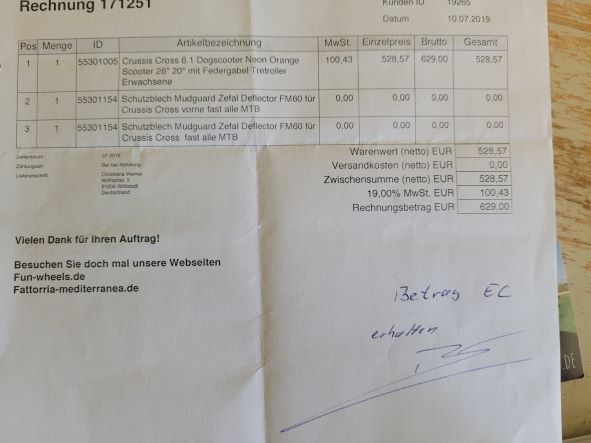 Rechnung 171251
Kunden ID 19265
Datum 10.07.2019
Pos Menge ID Artikelbezeichnung MwSt. Einzelpreis Brutto Gesamt
1 1 55301005 Crussis Cross 6.1 Dogscooter Neon Orange 100,43 528,57 629,00 528,57
Scooter 26" 20" mit Federgabel Tretroller
Erwachsene
2 1 55301154 Schutzblech Mudguard Zefal Deflector FM60 für 0,00 0,00 0,00 0,00
Crussis Cross vorne fast alle MTB
3 1 55301154 Schutzblech Mudguard Zefal Deflector FM60 für 0,00 0,00 0,00 0,00
Crussis Cross fast alle MTB
Warenwert (netto) EUR 528,57
Versandkosten (netto) EUR 0,00
Zwischensumme (netto) EUR 528,57
19,00% MwSt. EUR 100,43
Rechnungsbetrag EUR 629,00
Lieferdatum: 07.2019
Zahlungsart: Bar bei Abholung
Lieferanschrift: Christiana Werner
61206 Wöllstadt
Deutschland
Vielen Dank für Ihren Auftrag!
Besuchen Sie doch mal unsere Webseiten
Fun-wheels.de
Fattorria-mediterranea.de
Betrag EC
erhalten
.DE